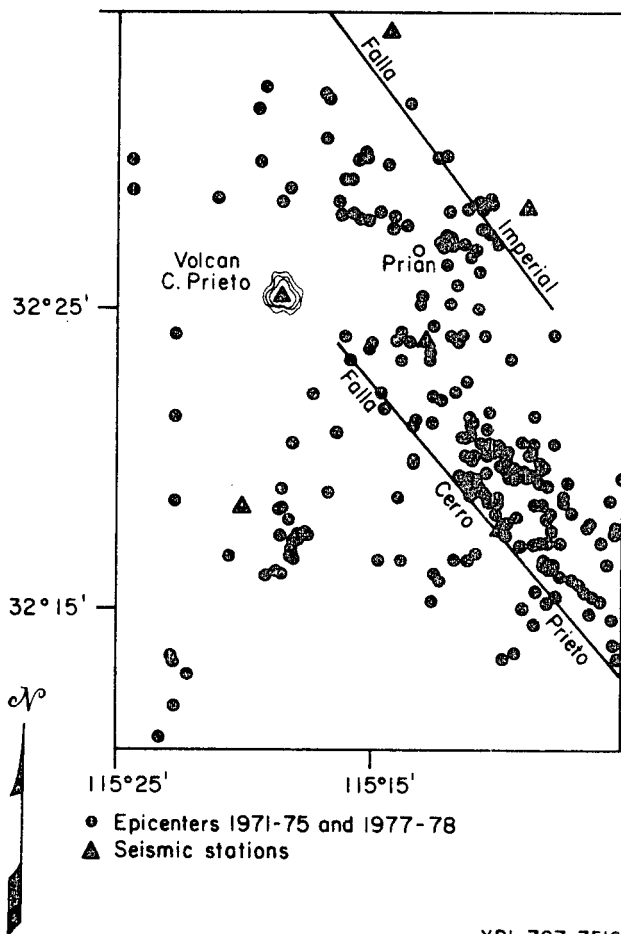 Falla
Imperial
Volcan
C. Prieto
Prian
32° 25'
Falla
Cerro
Prieto
32° 15'
N
115° 25'
115° 15'
Epicenters 1971-75 and 1977-78
Seismic stations